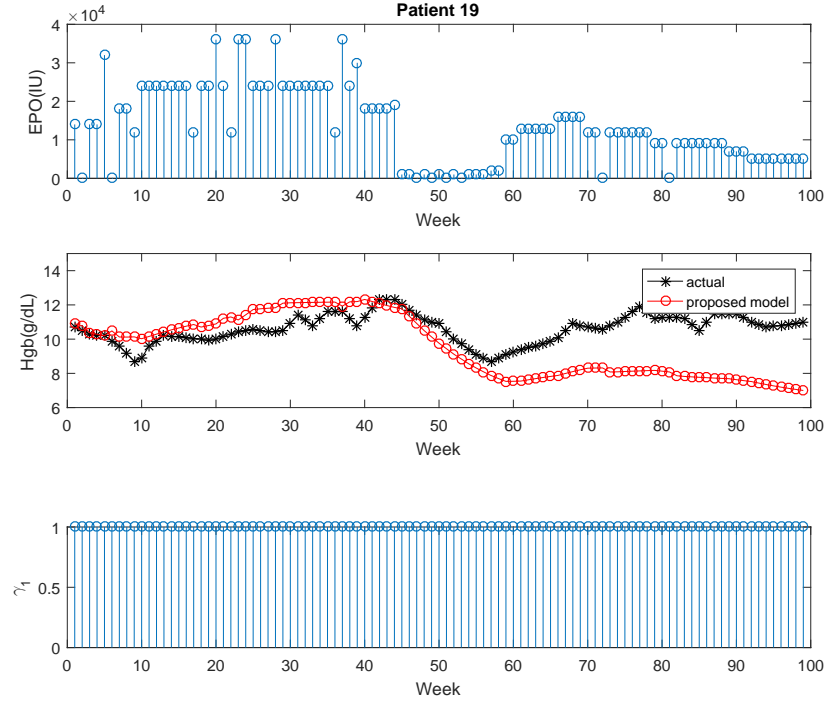 Patient 19
×10⁴
4
3
2
1
0
EPO(IU)
0 10 20 30 40 50 60 70 80 90 100
Week
14
12
10
8
6
Hgb(g/dL)
actual
proposed model
0 10 20 30 40 50 60 70 80 90 100
Week
1
0.5
0
γ₁
0 10 20 30 40 50 60 70 80 90 100
Week